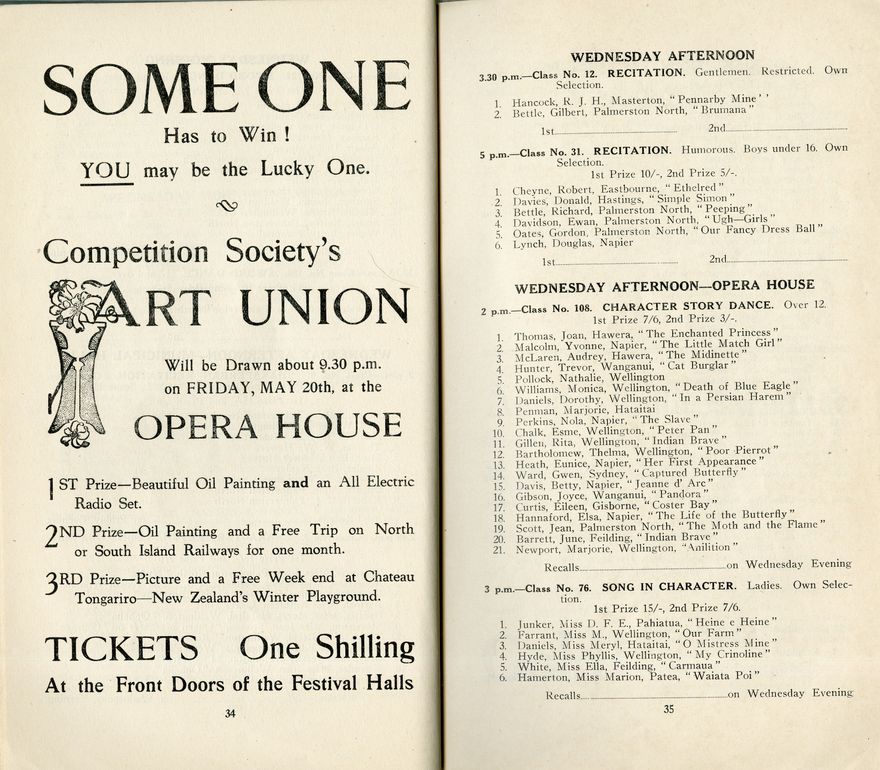 SOME ONE
Has to Win !
YOU may be the Lucky One.
Competition Society's
ART UNION
Will be Drawn about 9.30 p.m.
on FRIDAY, MAY 20th, at the
OPERA HOUSE
1ST Prize—Beautiful Oil Painting and an All Electric
Radio Set.
2ND Prize—Oil Painting and a Free Trip on North
or South Island Railways for one month.
3RD Prize—Picture and a Free Week end at Chateau
Tongariro—New Zealand's Winter Playground.
TICKETS One Shilling
At the Front Doors of the Festival Halls
34
WEDNESDAY AFTERNOON
3.30 p.m.—Class No. 12. RECITATION. Gentlemen. Restricted. Own
Selection.
1. Hancock, R. J. H., Masterton, "Pennarby Mine''
2. Bettle, Gilbert, Palmerston North, "Brumana"
1st 2nd
5 p.m.—Class No. 31. RECITATION. Humorous. Boys under 16. Own
Selection.
1st Prize 10/-, 2nd Prize 5/-.
1. Cheyne, Robert, Eastbourne, "Ethelred"
2. Davies, Donald, Hastings, "Simple Simon"
3. Bettle, Richard, Palmerston North, "Peeping"
4. Davidson, Ewan, Palmerston North, "Ugh—Girls"
5. Oates, Gordon, Palmerston North, "Our Fancy Dress Ball"
6. Lynch, Douglas, Napier
1st 2nd
WEDNESDAY AFTERNOON—OPERA HOUSE
2 p.m.—Class No. 108. CHARACTER STORY DANCE. Over 12.
1st Prize 7/6, 2nd Prize 3/-.
1. Thomas, Joan, Hawera, "The Enchanted Princess"
2. Malcolm, Yvonne, Napier, "The Little Match Girl"
3. McLaren, Audrey, Hawera, "The Midinette"
4. Hunter, Trevor, Wanganui, "Cat Burglar"
5. Pollock, Nathalie, Wellington
6. Williams, Monica, Wellington, "Death of Blue Eagle"
7. Daniels, Dorothy, Wellington, "In a Persian Harem"
8. Penman, Marjorie, Hataitai
9. Perkins, Nola, Napier, "The Slave"
10. Chalk, Esme, Wellington, "Peter Pan"
11. Gillen, Rita, Wellington, "Indian Brave"
12. Bartholomew, Thelma, Wellington, "Poor Pierrot"
13. Heath, Eunice, Napier, "Her First Appearance"
14. Ward, Gwen, Sydney, "Captured Butterfly"
15. Davis, Betty, Napier, "Jeanne d' Arc"
16. Gibson, Joyce, Wanganui, "Pandora"
17. Curtis, Eileen, Gisborne, "Coster Bay"
18. Hannaford, Elsa, Napier, "The Life of the Butterfly"
19. Scott, Jean, Palmerston North, "The Moth and the Flame"
20. Barrett, June, Feilding, "Indian Brave"
21. Newport, Marjorie, Wellington, "Anilition"
Recalls on Wednesday Evening
3 p.m.—Class No. 76. SONG IN CHARACTER. Ladies. Own Selec-
tion.
1st Prize 15/-, 2nd Prize 7/6.
1. Junker, Miss D. F. E., Pahiatua, "Heine e Heine"
2. Farrant, Miss M., Wellington, "Our Farm"
3. Daniels, Miss Meryl, Hataitai, "O Mistress Mine"
4. Hyde, Miss Phyllis, Wellington, "My Crinoline"
5. White, Miss Ella, Feilding, "Carmaua"
6. Hamerton, Miss Marion, Patea, "Waiata Poi"
Recalls on Wednesday Evening
35